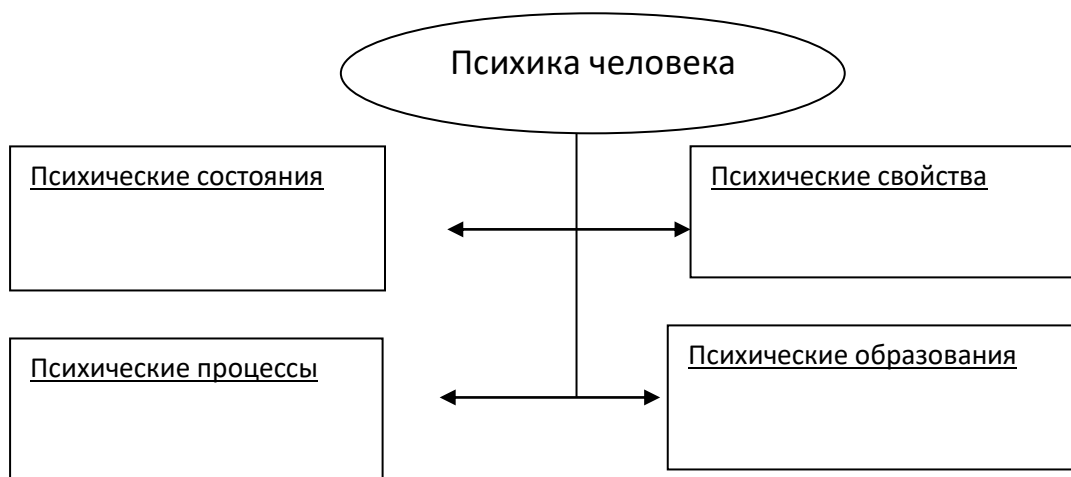 Психика человека
Психические состояния
Психические свойства
Психические процессы
Психические образования